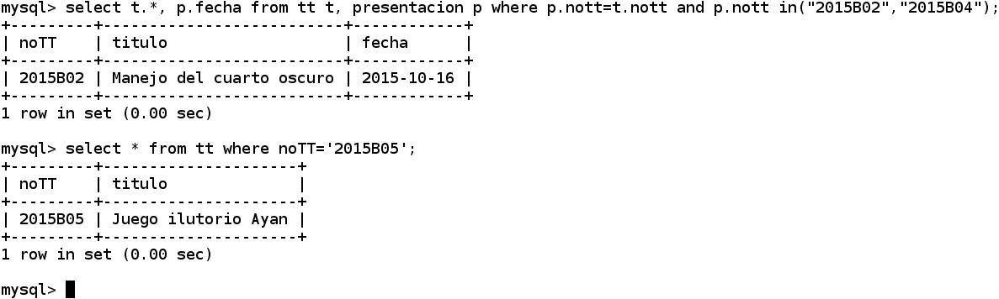 mysql> select t.*, p.fecha from tt t, presentacion p where p.nott=t.nott and p.nott in("2015B02","2015B04");
+---------+--------------------------+------------+
| noTT    | titulo                   | fecha      |
+---------+--------------------------+------------+
| 2015B02 | Manejo del cuarto oscuro | 2015-10-16 |
+---------+--------------------------+------------+
1 row in set (0.00 sec)

mysql> select * from tt where noTT='2015B05';
+---------+---------------------+
| noTT    | titulo              |
+---------+---------------------+
| 2015B05 | Juego ilutorio Ayan |
+---------+---------------------+
1 row in set (0.00 sec)

mysql>